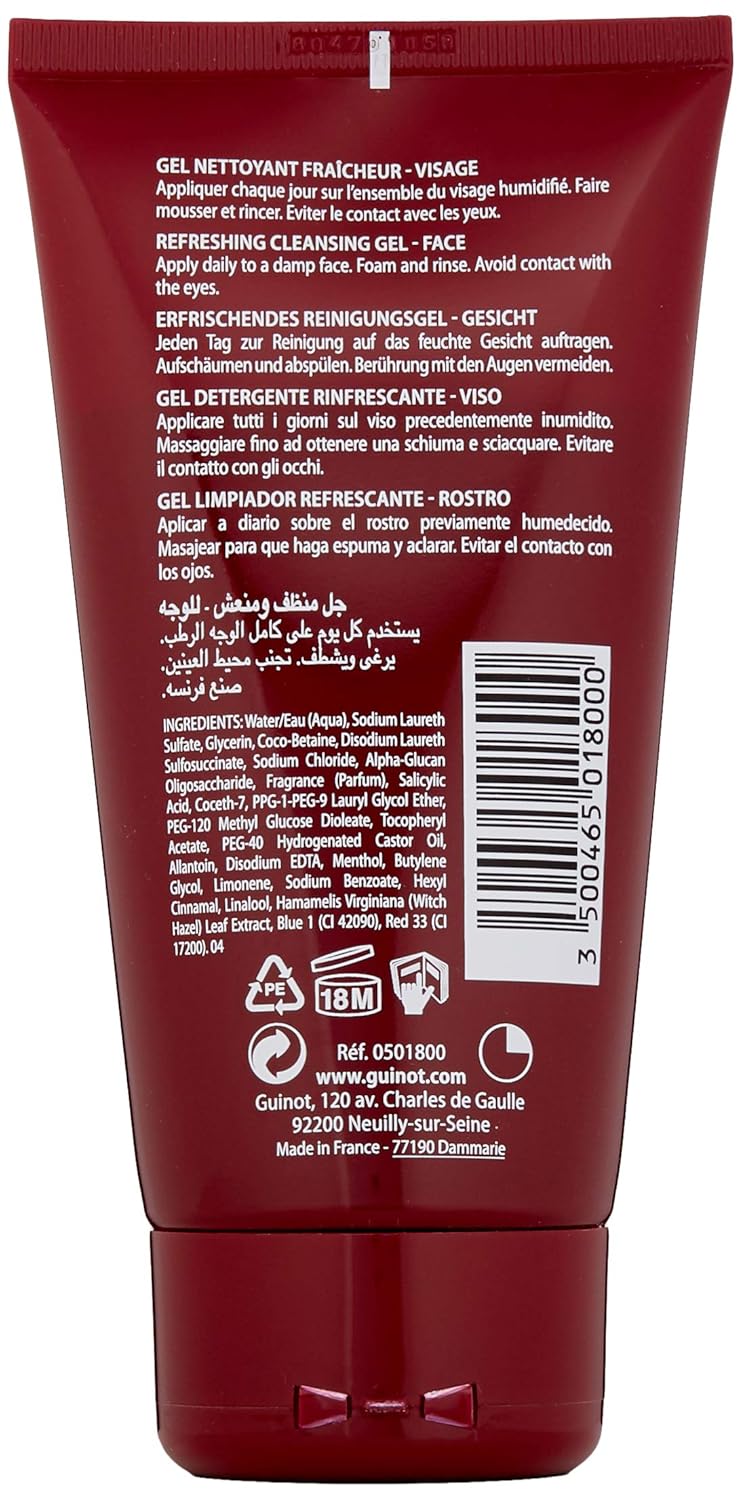 GEL NETTOYANT FRAÎCHEUR - VISAGE
Appliquer chaque jour sur l'ensemble du visage humidifié. Faire
mousser et rincer. Eviter le contact avec les yeux.
REFRESHING CLEANSING GEL - FACE
Apply daily to a damp face. Foam and rinse. Avoid contact with
the eyes.
ERFRISCHENDES REINIGUNGSGEL - GESICHT
Jeden Tag zur Reinigung auf das feuchte Gesicht auftragen.
Aufschäumen und abspülen. Berührung mit den Augen vermeiden.
GEL DETERGENTE RINFRESCANTE - VISO
Applicare tutti i giorni sul viso precedentemente inumidito.
Massaggiare fino ad ottenere una schiuma e sciacquare. Evitare
il contatto con gli occhi.
GEL LIMPIADOR REFRESCANTE - ROSTRO
Aplicar a diario sobre el rostro previamente humedecido.
Masajear para que haga espuma y aclarar. Evitar el contacto con
los ojos.
جل منظف ومنعش - للوجه
يستخدم كل يوم على كامل الوجه الرطب.
يرغى ويشطف. تجنب محيط العينين.
صنع فرنسه.
INGREDIENTS: Water/Eau (Aqua), Sodium Laureth
Sulfate, Glycerin, Coco-Betaine, Disodium Laureth
Sulfosuccinate, Sodium Chloride, Alpha-Glucan
Oligosaccharide, Fragrance (Parfum), Salicylic
Acid, Coceth-7, PPG-1-PEG-9 Lauryl Glycol Ether,
PEG-120 Methyl Glucose Dioleate, Tocopheryl
Acetate, PEG-40 Hydrogenated Castor Oil,
Allantoin, Disodium EDTA, Menthol, Butylene
Glycol, Limonene, Sodium Benzoate, Hexyl
Cinnamal, Linalool, Hamamelis Virginiana (Witch
Hazel) Leaf Extract, Blue 1 (CI 42090), Red 33 (CI
17200). 04
3 500465 018000
PE
18M
Réf. 0501800
www.guinot.com
Guinot, 120 av. Charles de Gaulle
92200 Neuilly-sur-Seine
Made in France - 77190 Dammarie